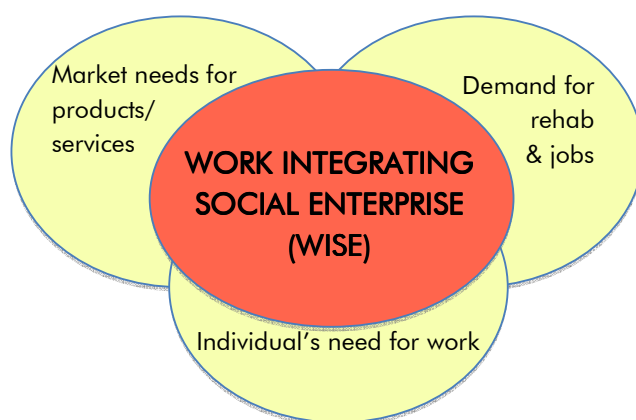 Market needs for
products/
services
Demand for
rehab
& jobs
WORK INTEGRATING
SOCIAL ENTERPRISE
(WISE)
Individual's need for work